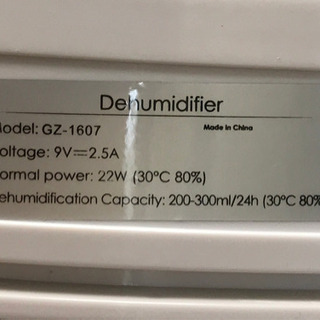 Dehumidifier
Model: GZ-1607
Made in China
oltage: 9V⎓2.5A
ormal power: 22W (30°C 80%)
ehumidification Capacity: 200-300ml/24h (30°C 80%